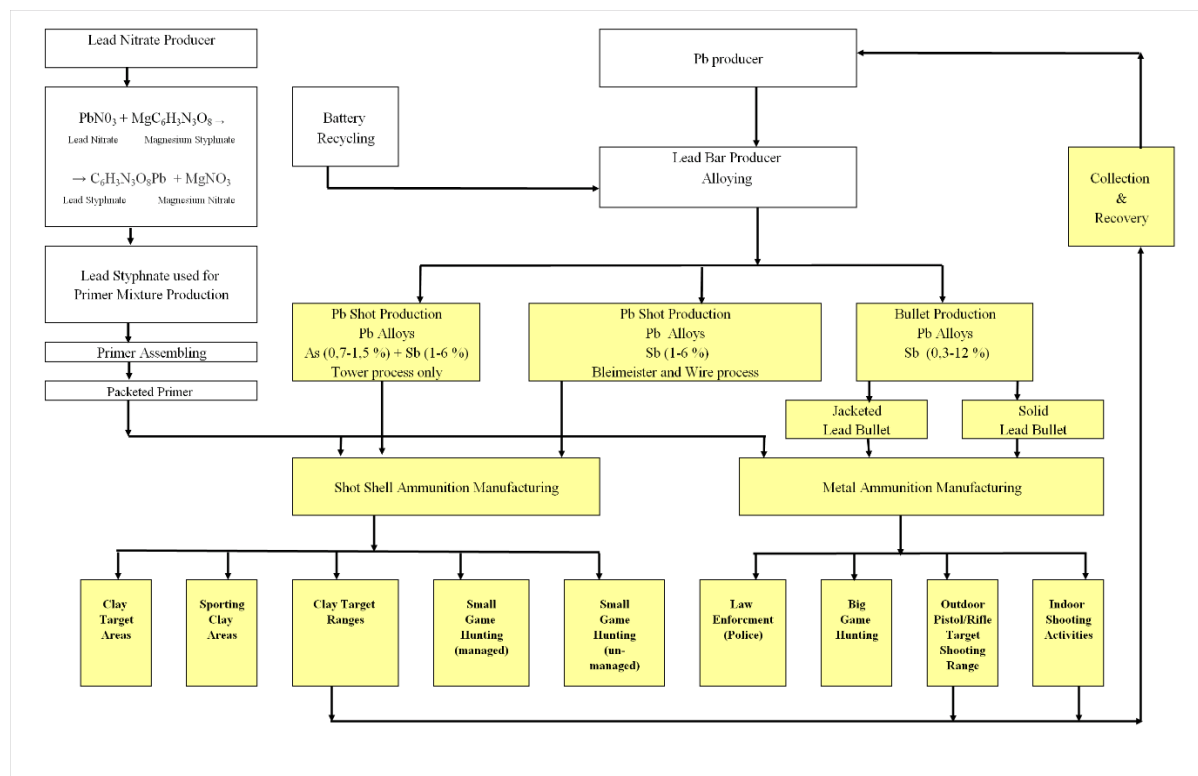 Lead Nitrate Producer
PbN0₃ + MgC₆H₃N₃O₈ →
Lead Nitrate Magnesium Styphnate
→ C₆H₃N₃O₈Pb + MgNO₃
Lead Styphnate Magnesium Nitrate
Lead Styphnate used for
Primer Mixture Production
Primer Assembling
Packeted Primer
Battery
Recycling
Pb producer
Lead Bar Producer
Alloying
Collection
&
Recovery
Pb Shot Production
Pb Alloys
As (0,7-1,5 %) + Sb (1-6 %)
Tower process only
Pb Shot Production
Pb Alloys
Sb (1-6 %)
Bleimeister and Wire process
Bullet Production
Pb Alloys
Sb (0,3-12 %)
Jacketed
Lead Bullet
Solid
Lead Bullet
Shot Shell Ammunition Manufacturing
Metal Ammunition Manufacturing
Clay
Target
Areas
Sporting
Clay
Areas
Clay Target
Ranges
Small
Game
Hunting
(managed)
Small
Game
Hunting
(un-
managed)
Law
Enforcment
(Police)
Big
Game
Hunting
Outdoor
Pistol/Rifle
Target
Shooting
Range
Indoor
Shooting
Activities